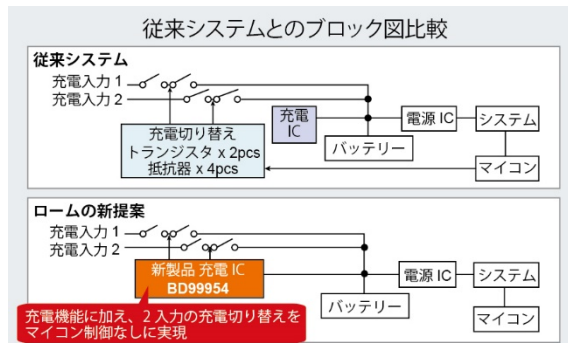 従来システムとのブロック図比較
従来システム
充電入力 1
充電入力 2
充電切り替え
トランジスタ x 2pcs
抵抗器 x 4pcs
充電
IC
バッテリー
電源 IC
システム
マイコン
ロームの新提案
充電入力 1
充電入力 2
新製品 充電 IC
BD99954
バッテリー
電源 IC
システム
マイコン
充電機能に加え、2 入力の充電切り替えを
マイコン制御なしに実現